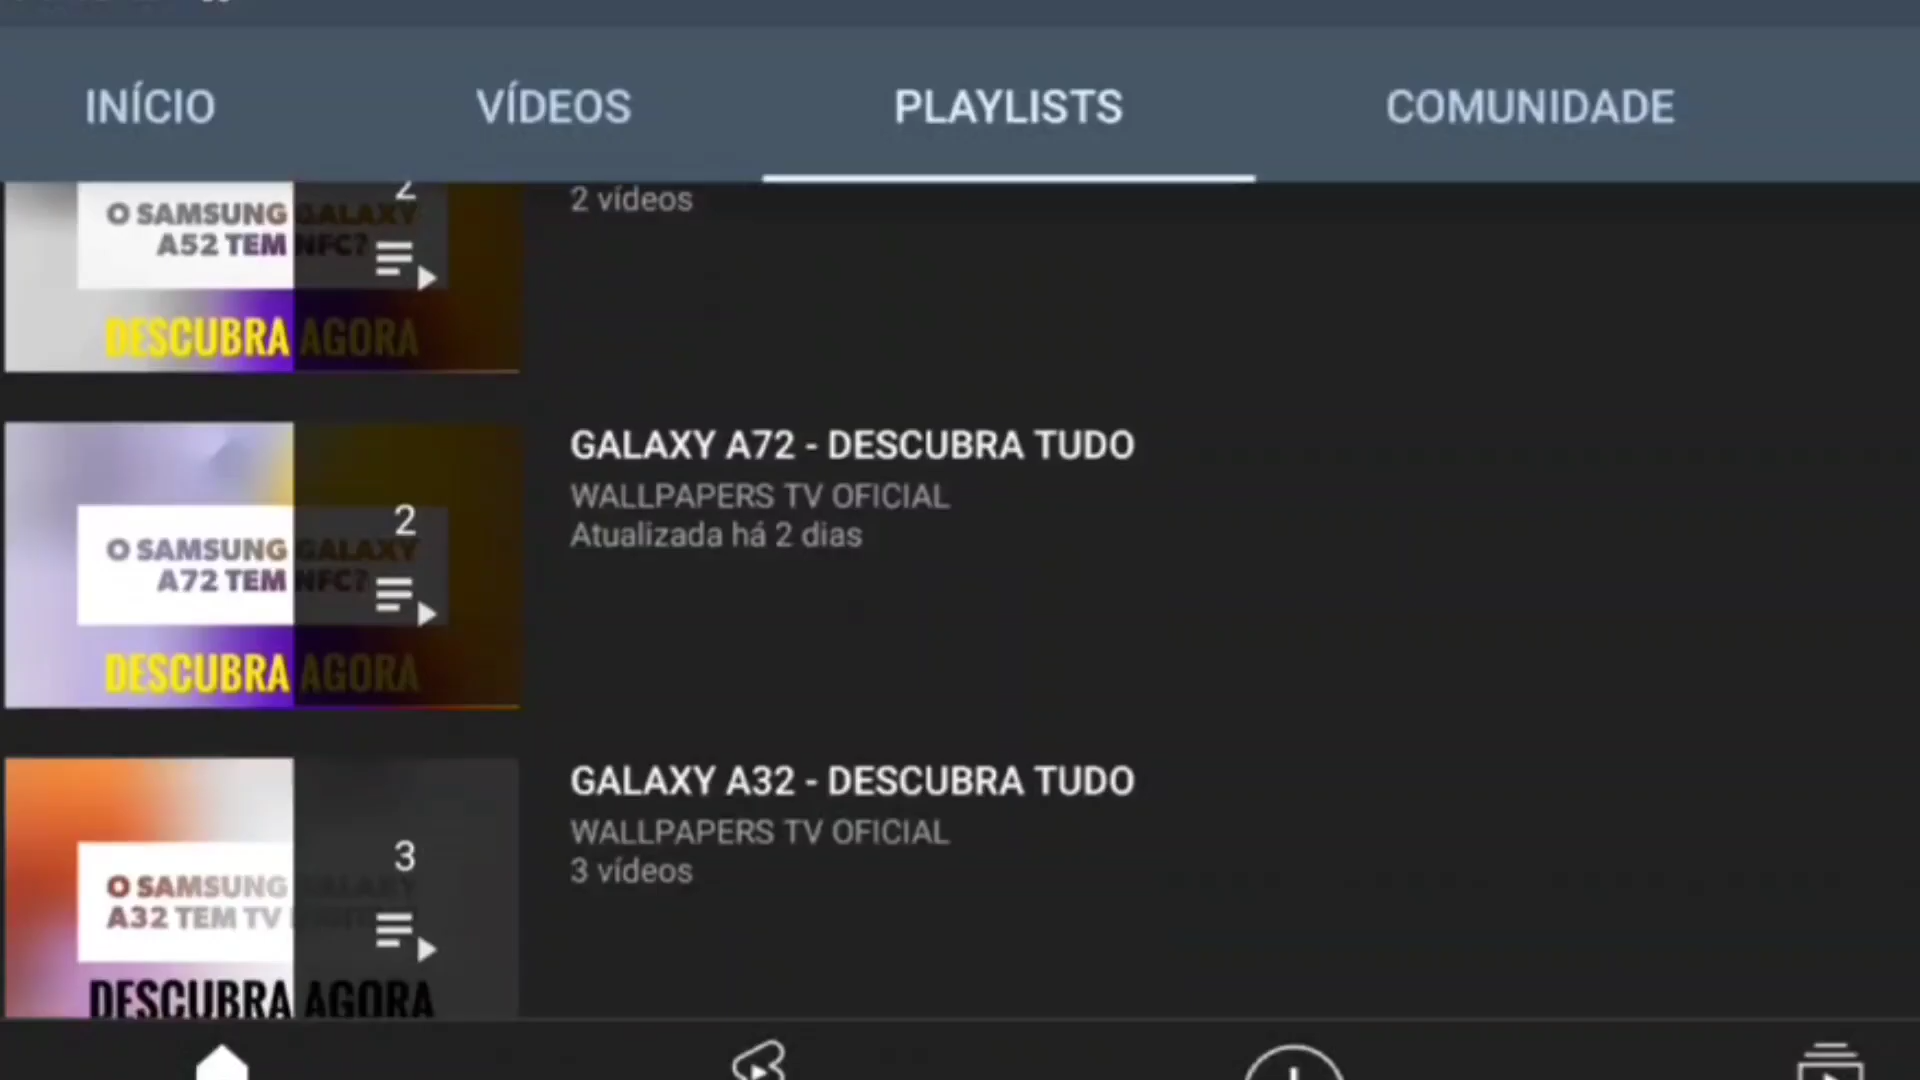 INÍCIO
VÍDEOS
PLAYLISTS
COMUNIDADE
2
O SAMSUNG GALAXY
A52 TEM NFC?
DESCUBRA AGORA
2 vídeos
2
O SAMSUNG GALAXY
A72 TEM NFC?
DESCUBRA AGORA
GALAXY A72 - DESCUBRA TUDO
WALLPAPERS TV OFICIAL
Atualizada há 2 dias
3
O SAMSUNG GALAXY
A32 TEM TV
DESCUBRA AGORA
GALAXY A32 - DESCUBRA TUDO
WALLPAPERS TV OFICIAL
3 vídeos